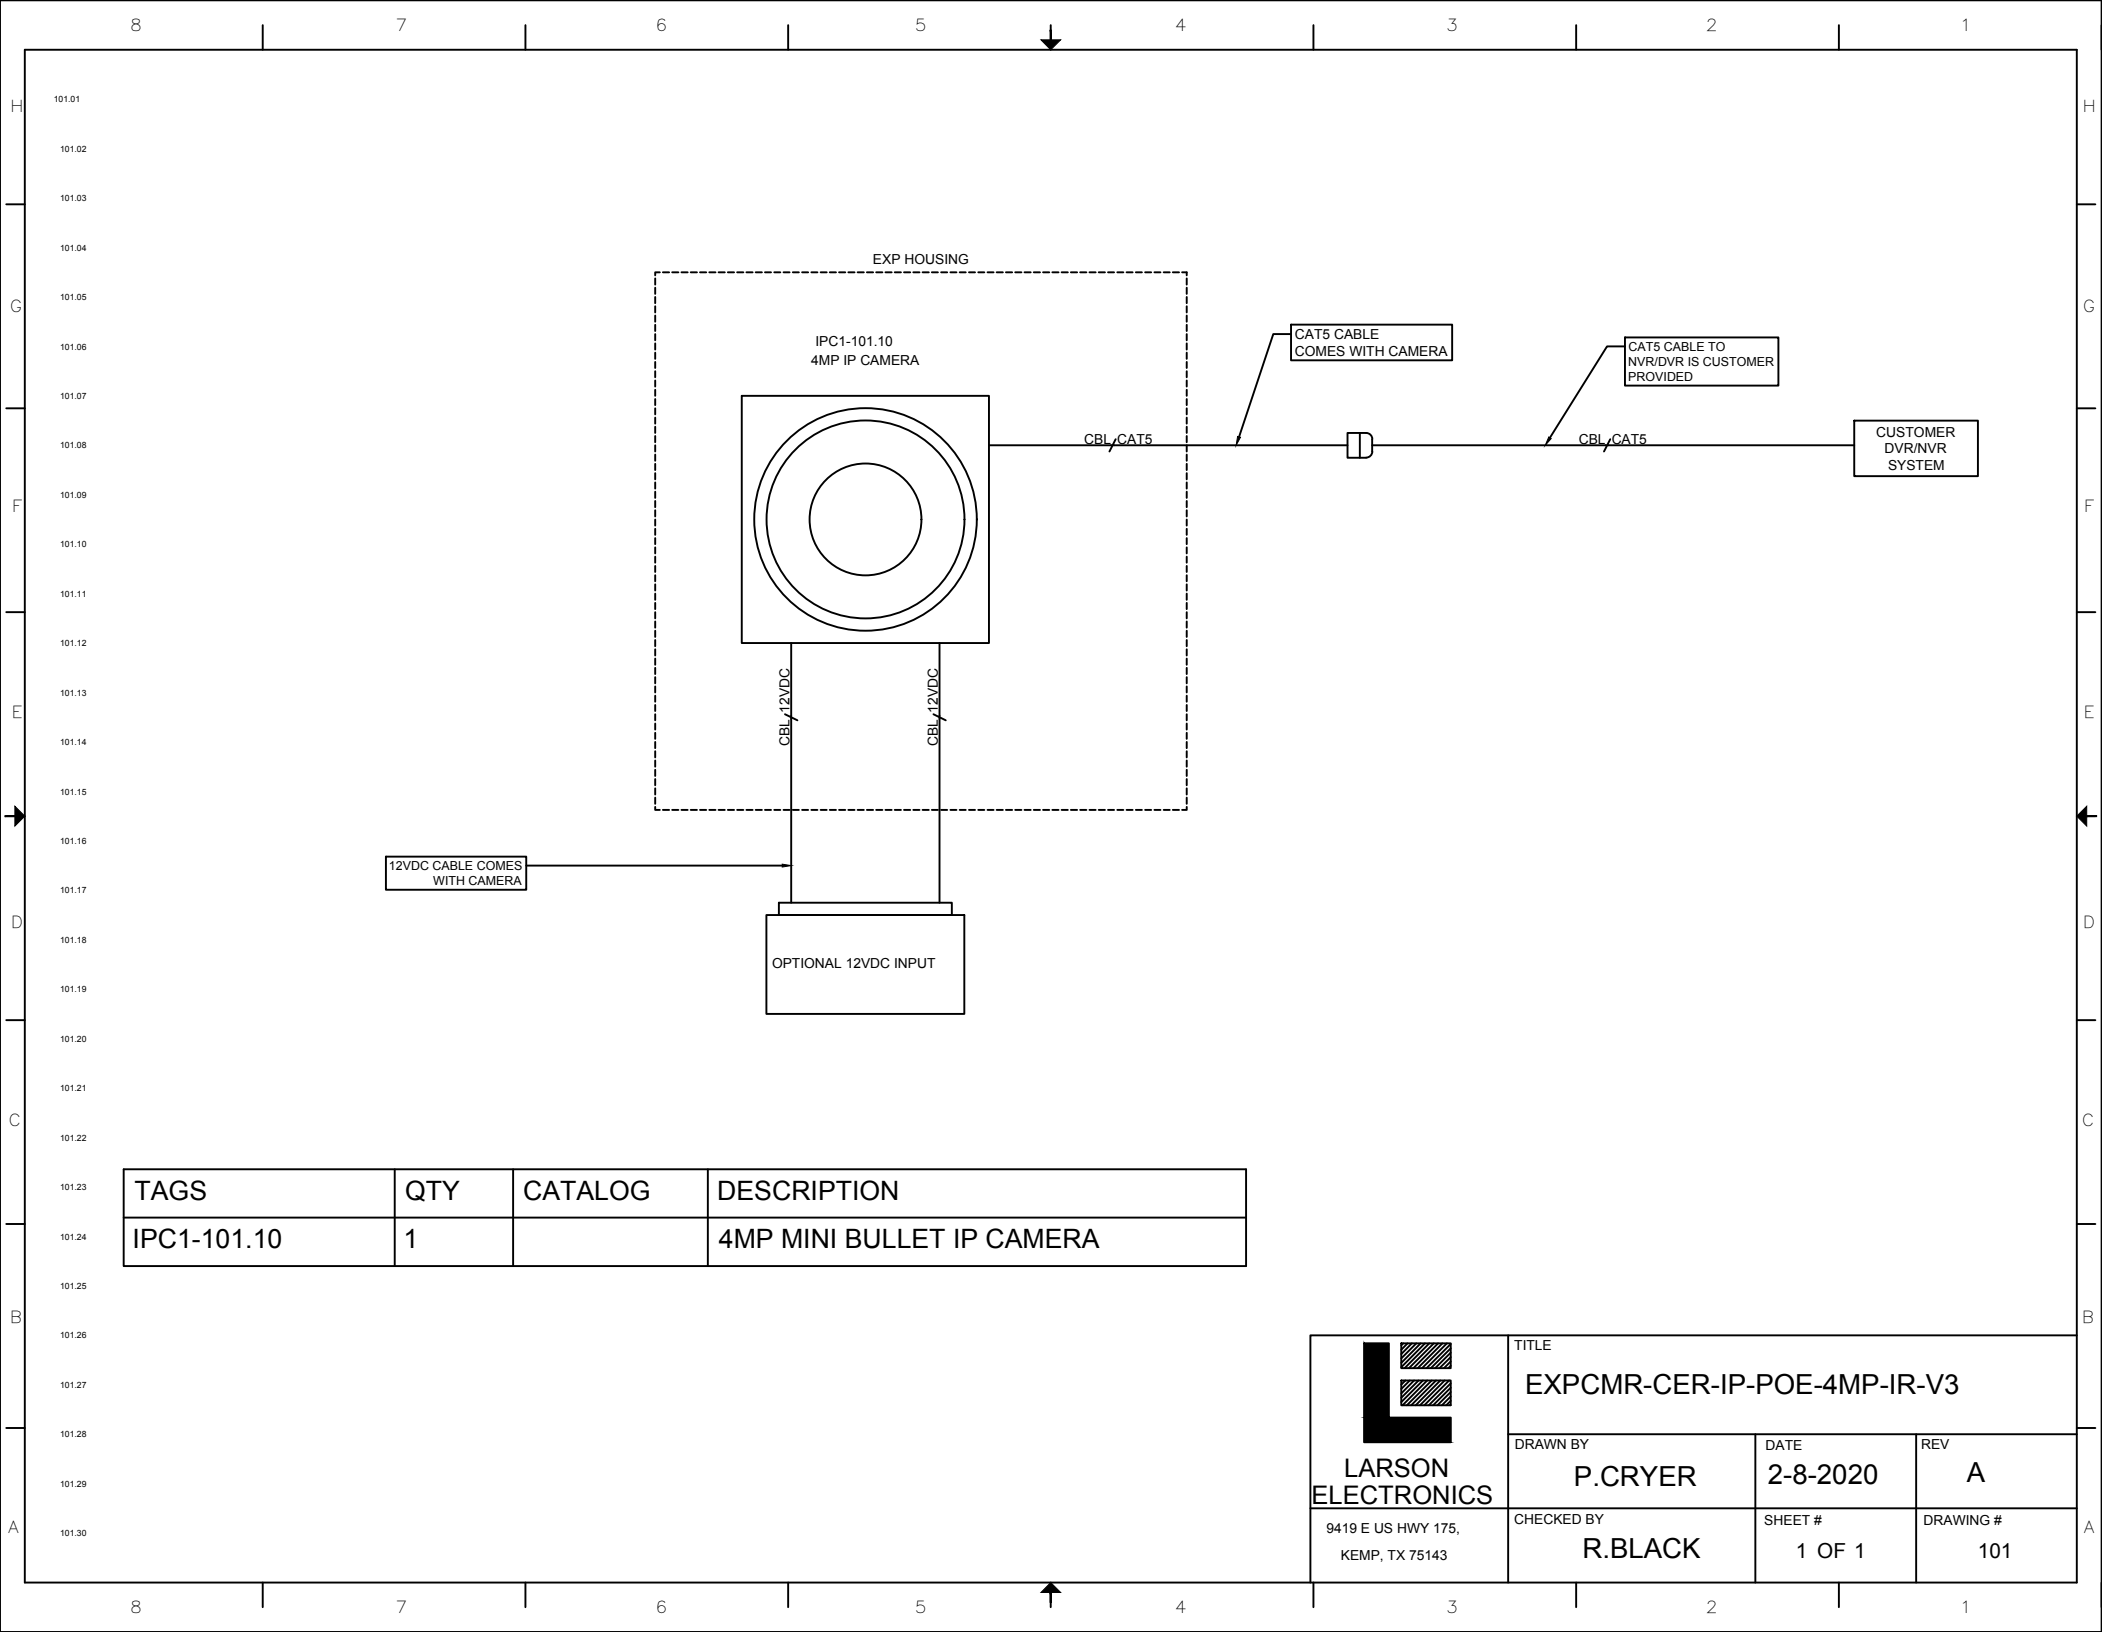 8 7 6 5 4 3 2 1
H
G
F
E
D
C
B
A
H
G
F
E
D
C
B
A
101.01
101.02
101.03
101.04
101.05
101.06
101.07
101.08
101.09
101.10
101.11
101.12
101.13
101.14
101.15
101.16
101.17
101.18
101.19
101.20
101.21
101.22
101.23
101.24
101.25
101.26
101.27
101.28
101.29
101.30
EXP HOUSING
IPC1-101.10
4MP IP CAMERA
CAT5 CABLE
COMES WITH CAMERA
CAT5 CABLE TO
NVR/DVR IS CUSTOMER
PROVIDED
CBL CAT5
CBL CAT5
CUSTOMER
DVR/NVR
SYSTEM
CBL 12VDC
CBL 12VDC
12VDC CABLE COMES
WITH CAMERA
OPTIONAL 12VDC INPUT
TAGS QTY CATALOG DESCRIPTION
IPC1-101.10 1 4MP MINI BULLET IP CAMERA
LARSON
ELECTRONICS
9419 E US HWY 175,
KEMP, TX 75143
TITLE
EXPCMR-CER-IP-POE-4MP-IR-V3
DRAWN BY
P.CRYER
DATE
2-8-2020
REV
A
CHECKED BY
R.BLACK
SHEET #
1 OF 1
DRAWING #
101
8 7 6 5 4 3 2 1